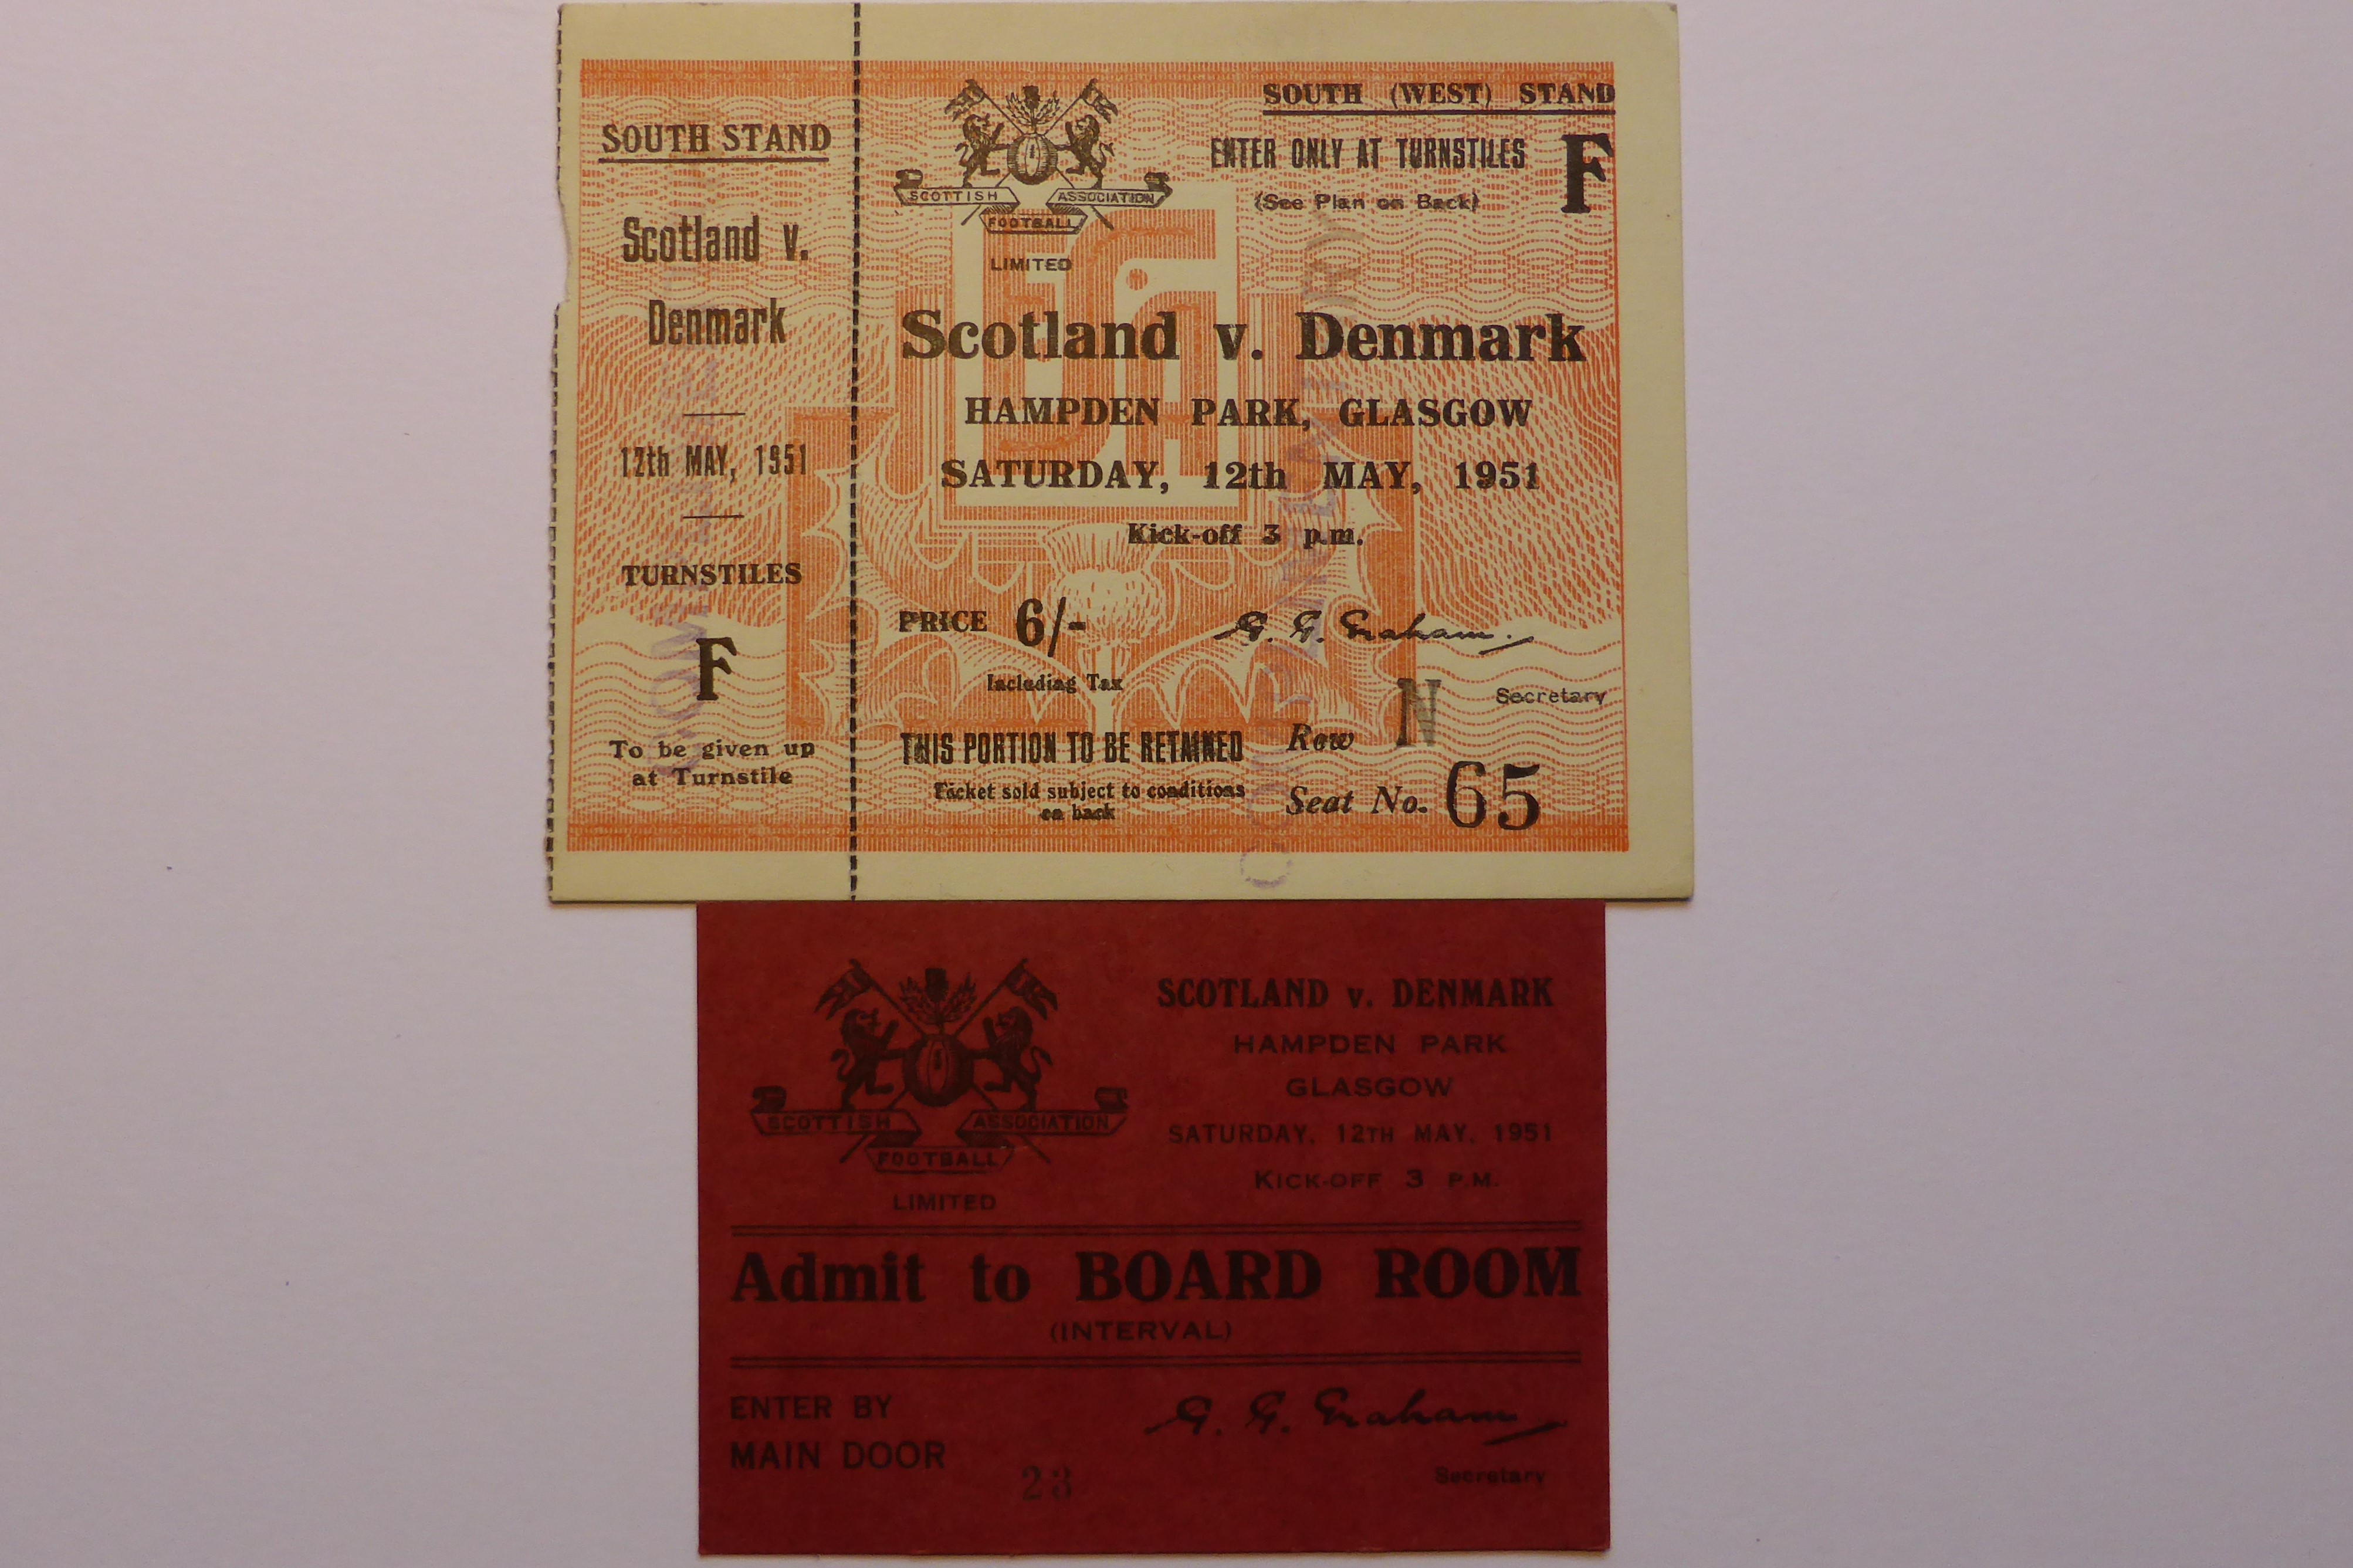 SOUTH STAND
Scotland v.
Denmark
12th MAY, 1951
TURNSTILES
F
To be given up
at Turnstile
COMPLIMENTARY
SCOTTISH ASSOCIATION
FOOTBALL
LIMITED
SOUTH (WEST) STAND
ENTER ONLY AT TURNSTILES F
(See Plan on Back)
Scotland v. Denmark
HAMPDEN PARK, GLASGOW
SATURDAY, 12th MAY, 1951
Kick-off 3 p.m.
PRICE 6/-
Including Tax
G. G. Graham.
Secretary
THIS PORTION TO BE RETAINED
Ticket sold subject to conditions
on back
Row N
Seat No. 65
COMPLIMENTARY
SCOTTISH ASSOCIATION
FOOTBALL
LIMITED
SCOTLAND v. DENMARK
HAMPDEN PARK
GLASGOW
SATURDAY, 12TH MAY, 1951
KICK-OFF 3 P.M.
Admit to BOARD ROOM
(INTERVAL)
ENTER BY
MAIN DOOR
23
G. G. Graham
Secretary